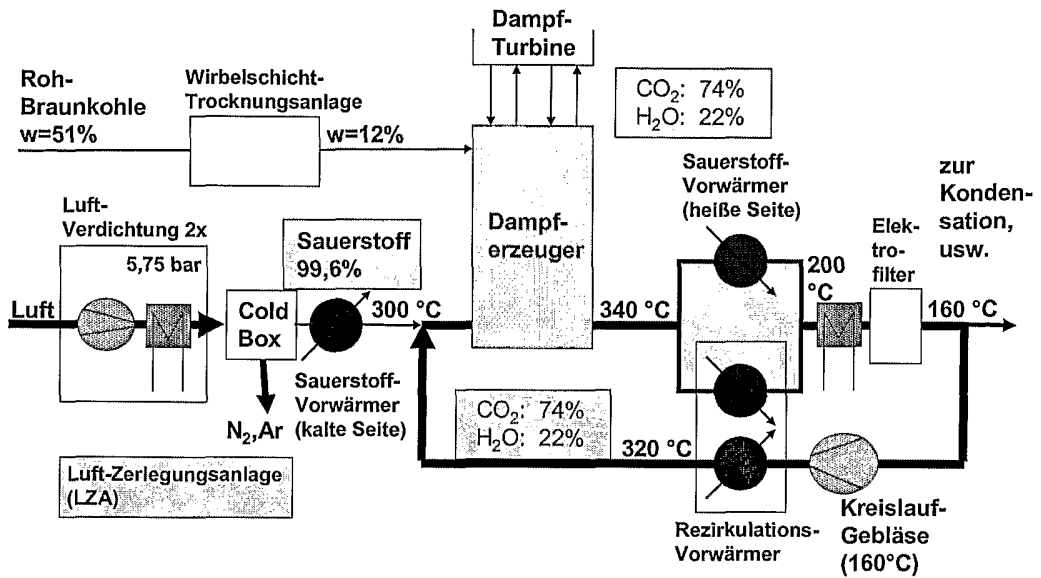 Dampf-
Turbine
Roh-
Braunkohle
w=51%
Wirbelschicht-
Trocknungsanlage
w=12%
CO₂: 74%
H₂O: 22%
Luft-
Verdichtung 2x
5,75 bar
Sauerstoff
99,6%
Dampf-
erzeuger
Sauerstoff-
Vorwärmer
(heiße Seite)
zur
Konden-
sation,
usw.
Elek-
tro-
filter
Luft
Cold
Box
300 °C
340 °C
200
°C
160 °C
N₂,Ar
Sauerstoff-
Vorwärmer
(kalte Seite)
CO₂: 74%
H₂O: 22%
320 °C
Luft-Zerlegungsanlage
(LZA)
Rezirkulations-
Vorwärmer
Kreislauf-
Gebläse
(160°C)